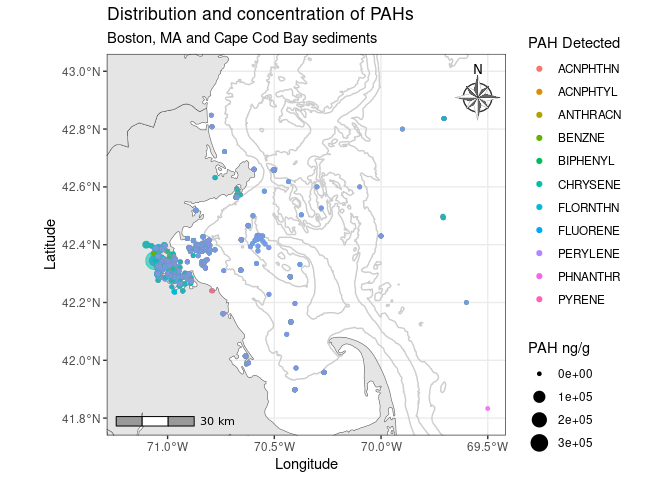 Distribution and concentration of PAHs
Boston, MA and Cape Cod Bay sediments
43.0°N
42.8°N
42.6°N
42.4°N
42.2°N
42.0°N
41.8°N
Latitude
N
30 km
71.0°W
70.5°W
70.0°W
69.5°W
Longitude
PAH Detected
ACNPHTHN
ACNPHTYL
ANTHRACN
BENZNE
BIPHENYL
CHRYSENE
FLORNTHN
FLUORENE
PERYLENE
PHNANTHR
PYRENE
PAH ng/g
0e+00
1e+05
2e+05
3e+05